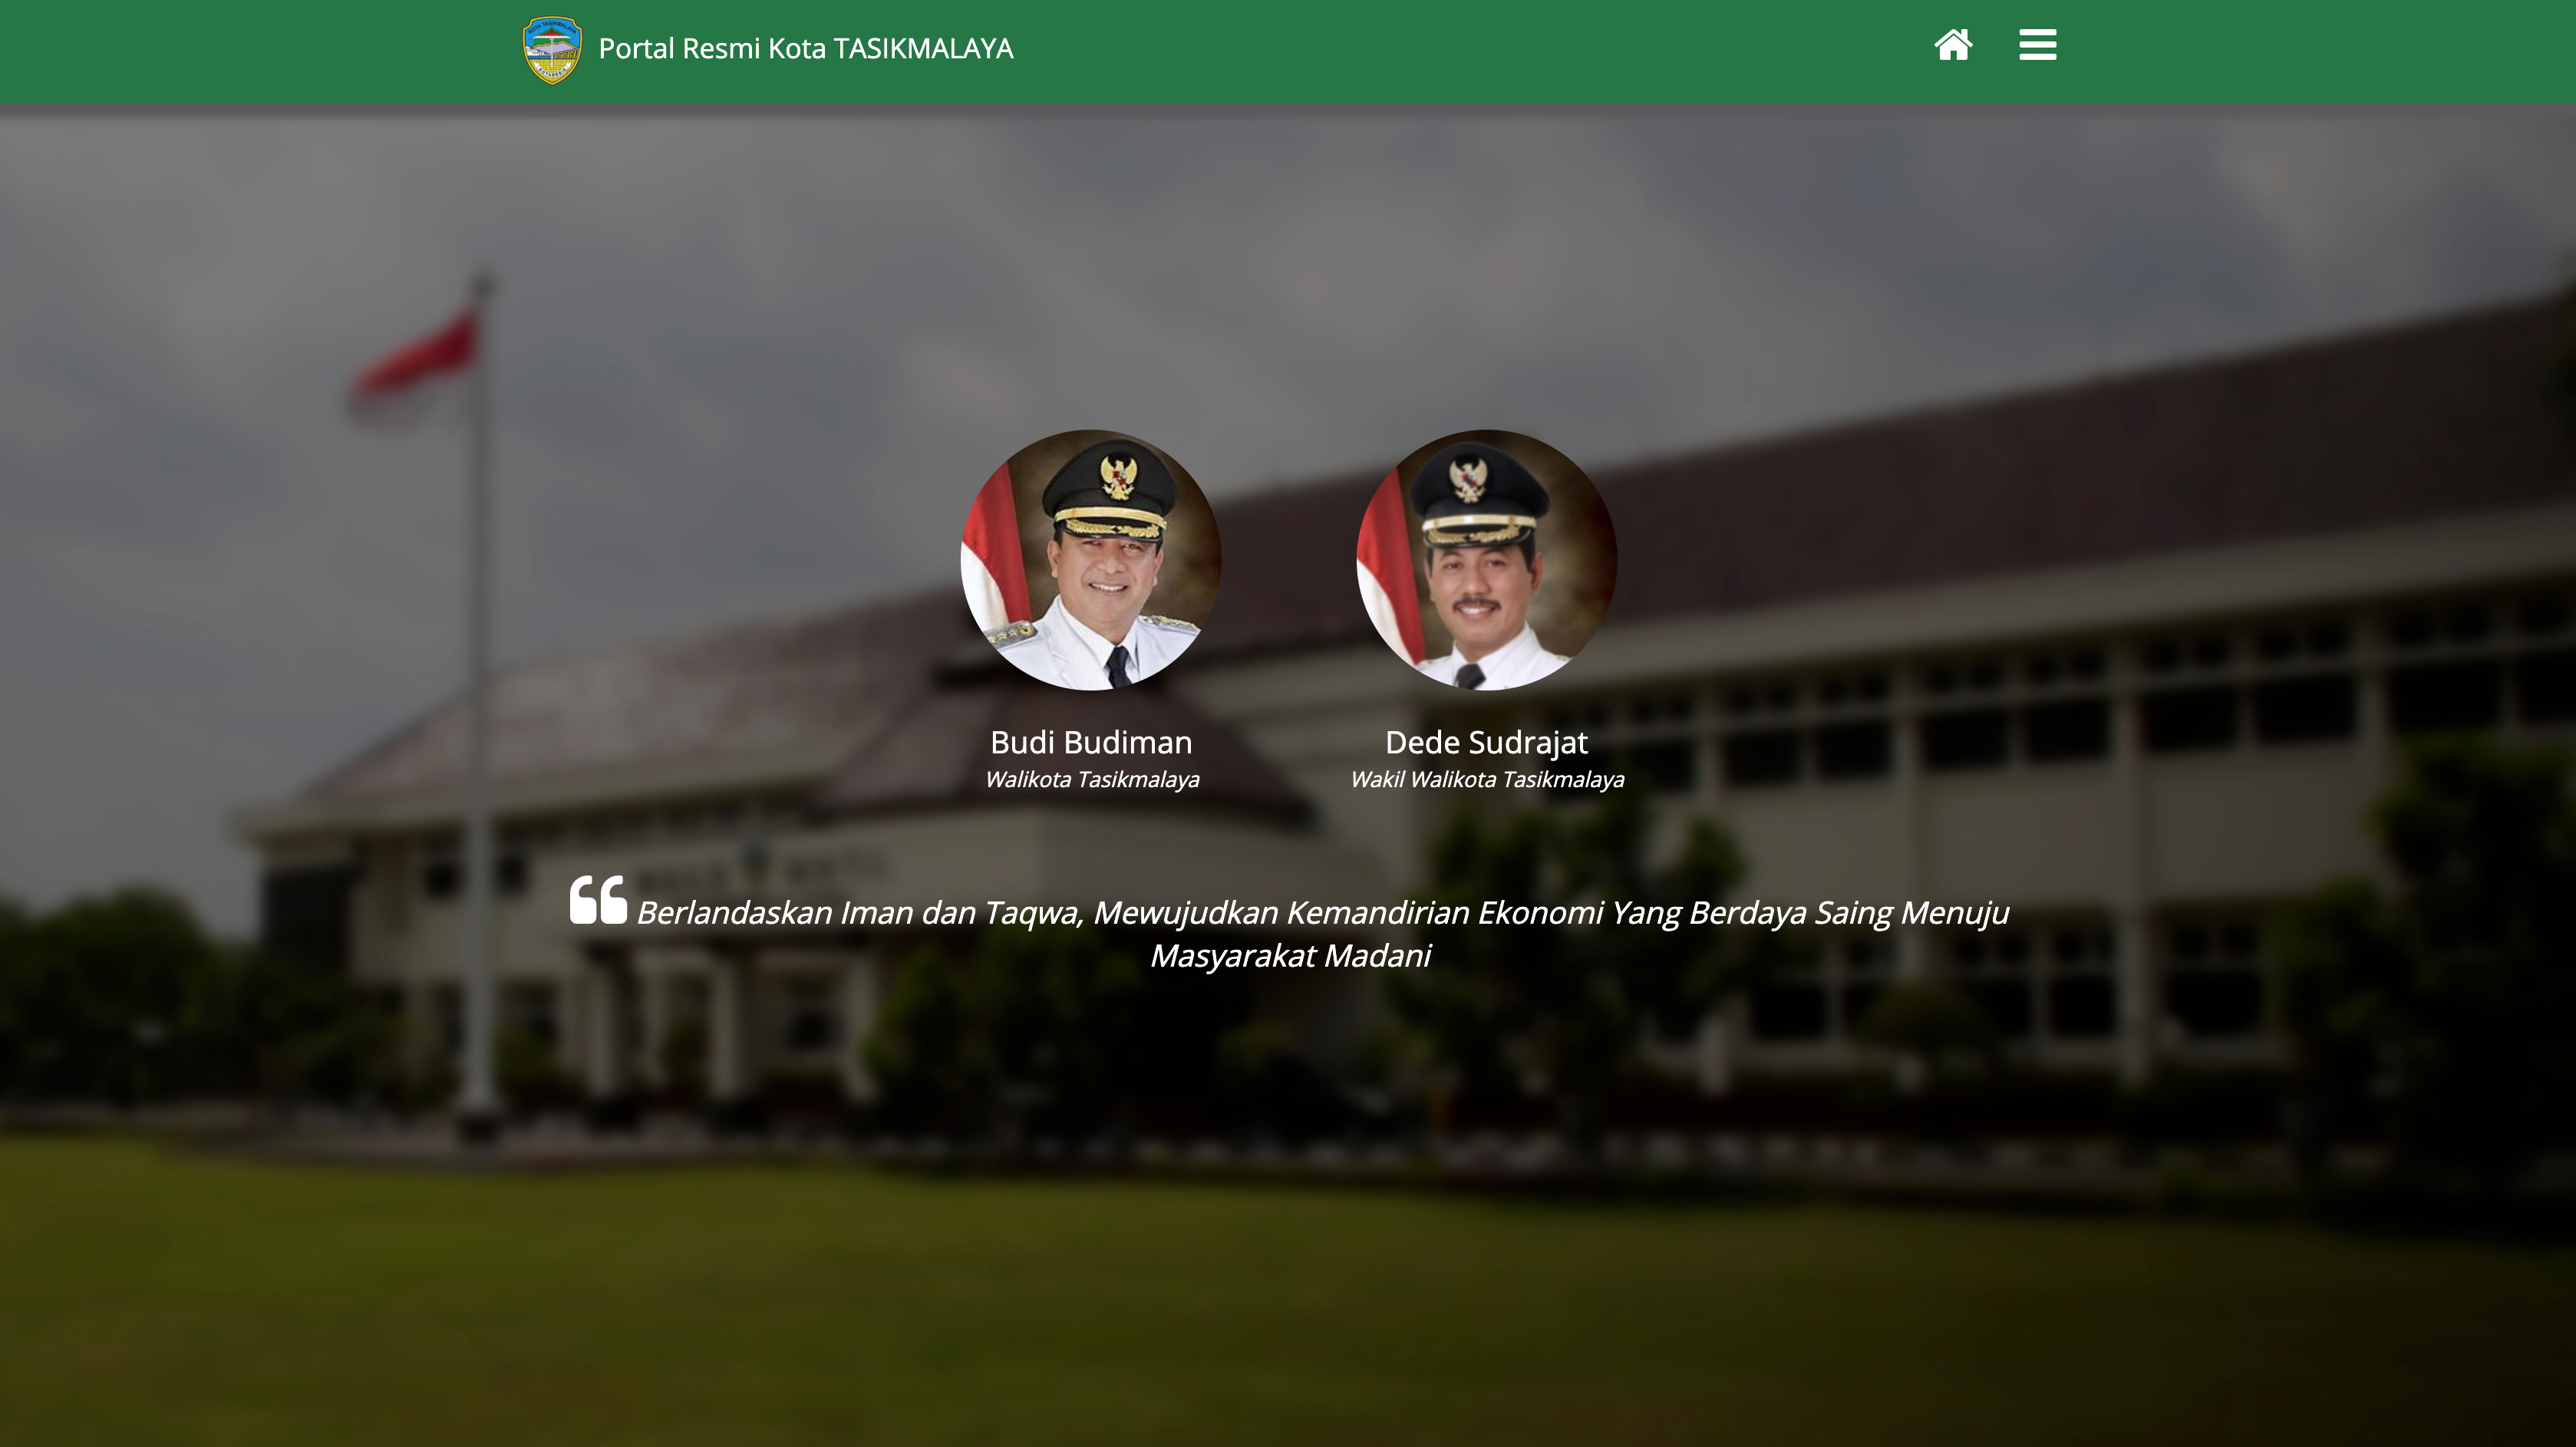 Portal Resmi Kota TASIKMALAYA
Budi Budiman
Walikota Tasikmalaya
Dede Sudrajat
Wakil Walikota Tasikmalaya
Berlandaskan Iman dan Taqwa, Mewujudkan Kemandirian Ekonomi Yang Berdaya Saing Menuju
Masyarakat Madani